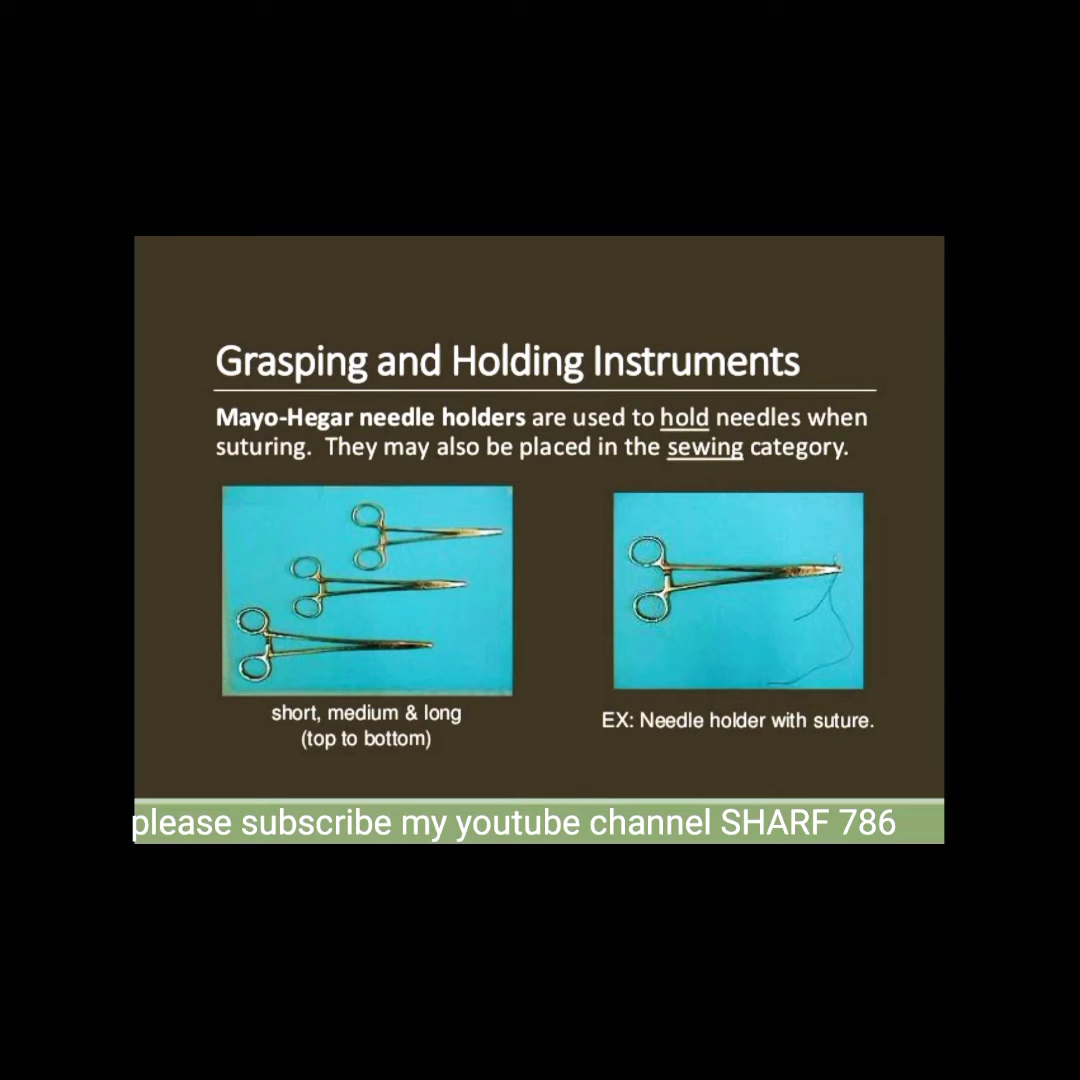 Grasping and Holding Instruments
Mayo-Hegar needle holders are used to hold needles when
suturing. They may also be placed in the sewing category.
short, medium & long
(top to bottom)
EX: Needle holder with suture.
please subscribe my youtube channel SHARF 786